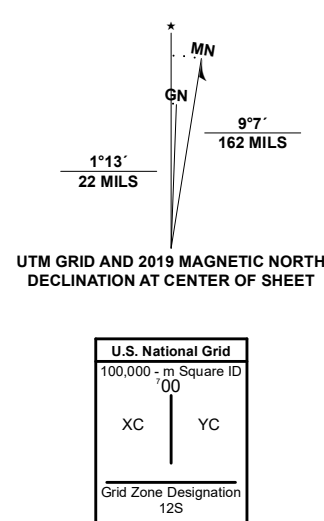 ★
MN
GN
9°7´
162 MILS
1°13´
22 MILS
UTM GRID AND 2019 MAGNETIC NORTH
DECLINATION AT CENTER OF SHEET
U.S. National Grid
100,000 - m Square ID
⁷00
XC YC
Grid Zone Designation
12S